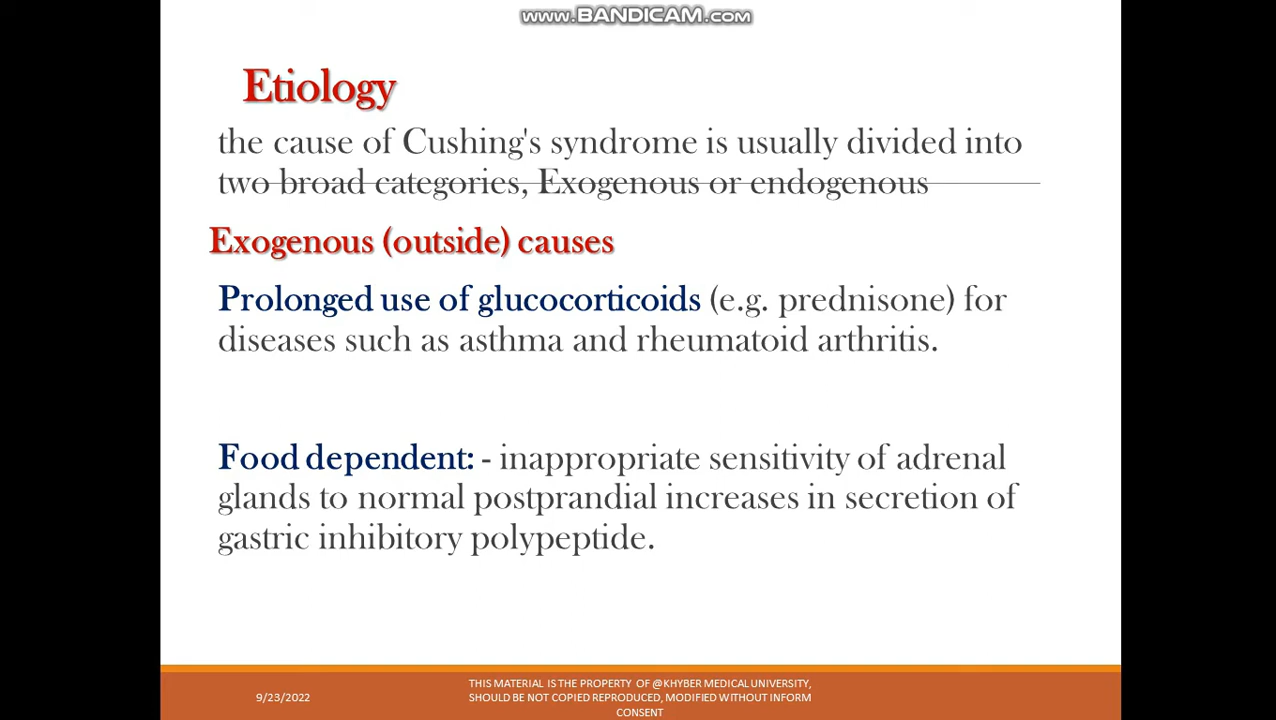 www.BANDICAM.com
Etiology
the cause of Cushing's syndrome is usually divided into
two broad categories, Exogenous or endogenous
Exogenous (outside) causes
Prolonged use of glucocorticoids (e.g. prednisone) for
diseases such as asthma and rheumatoid arthritis.
Food dependent: - inappropriate sensitivity of adrenal
glands to normal postprandial increases in secretion of
gastric inhibitory polypeptide.
9/23/2022
THIS MATERIAL IS THE PROPERTY OF @KHYBER MEDICAL UNIVERSITY,
SHOULD BE NOT COPIED REPRODUCED, MODIFIED WITHOUT INFORM
CONSENT